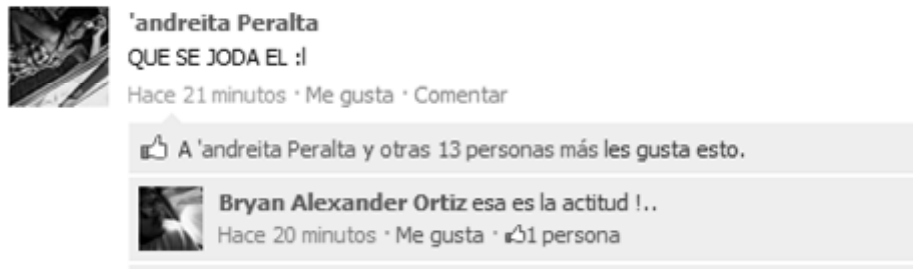 'andreita Peralta
QUE SE JODA EL :l
Hace 21 minutos · Me gusta · Comentar
A 'andreita Peralta y otras 13 personas más les gusta esto.
Bryan Alexander Ortiz esa es la actitud !..
Hace 20 minutos · Me gusta · 1 persona